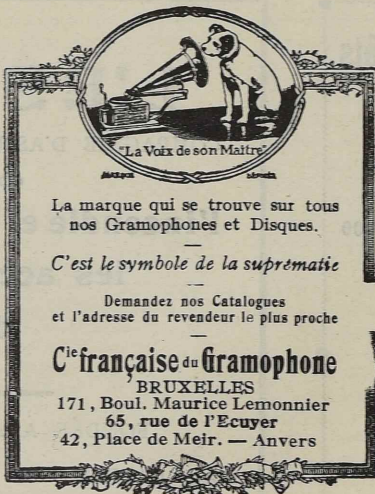 "La Voix de son Maître"
MARQUE DÉPOSÉE
La marque qui se trouve sur tous
nos Gramophones et Disques.
C'est le symbole de la suprématie
Demandez nos Catalogues
et l'adresse du revendeur le plus proche
Cie française du Gramophone
BRUXELLES
171, Boul. Maurice Lemonnier
65, rue de l'Ecuyer
42, Place de Meir. — Anvers